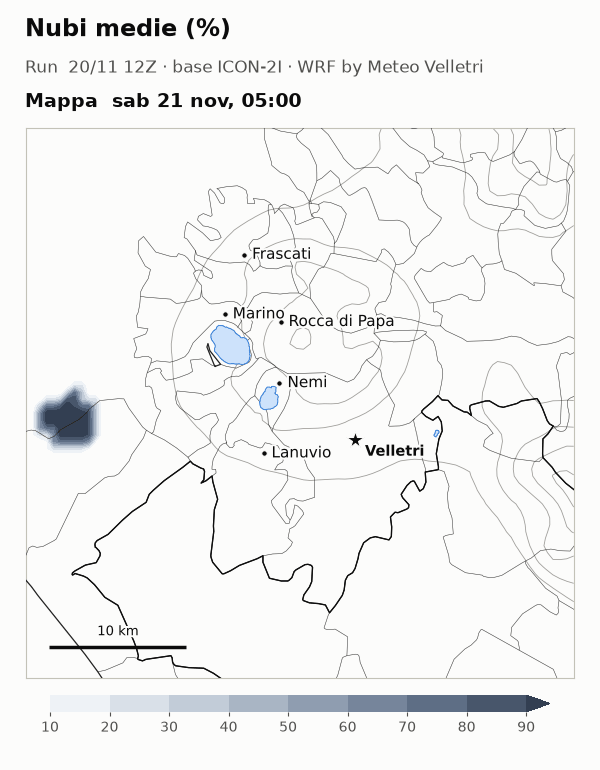 Nubi medie (%)
Run  20/11 12Z · base ICON-2I · WRF by Meteo Velletri
Mappa  sab 21 nov, 05:00
Frascati
Marino
Rocca di Papa
Nemi
Velletri
Lanuvio
10 km
10 20 30 40 50 60 70 80 90